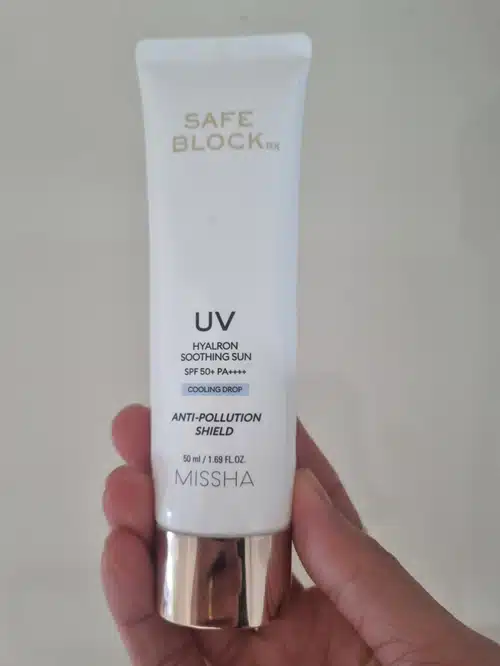 SAFE
BLOCK RX
UV
HYALRON
SOOTHING SUN
SPF 50+ PA++++
COOLING DROP
ANTI-POLLUTION
SHIELD
50 ml / 1.69 FL.OZ.
MISSHA